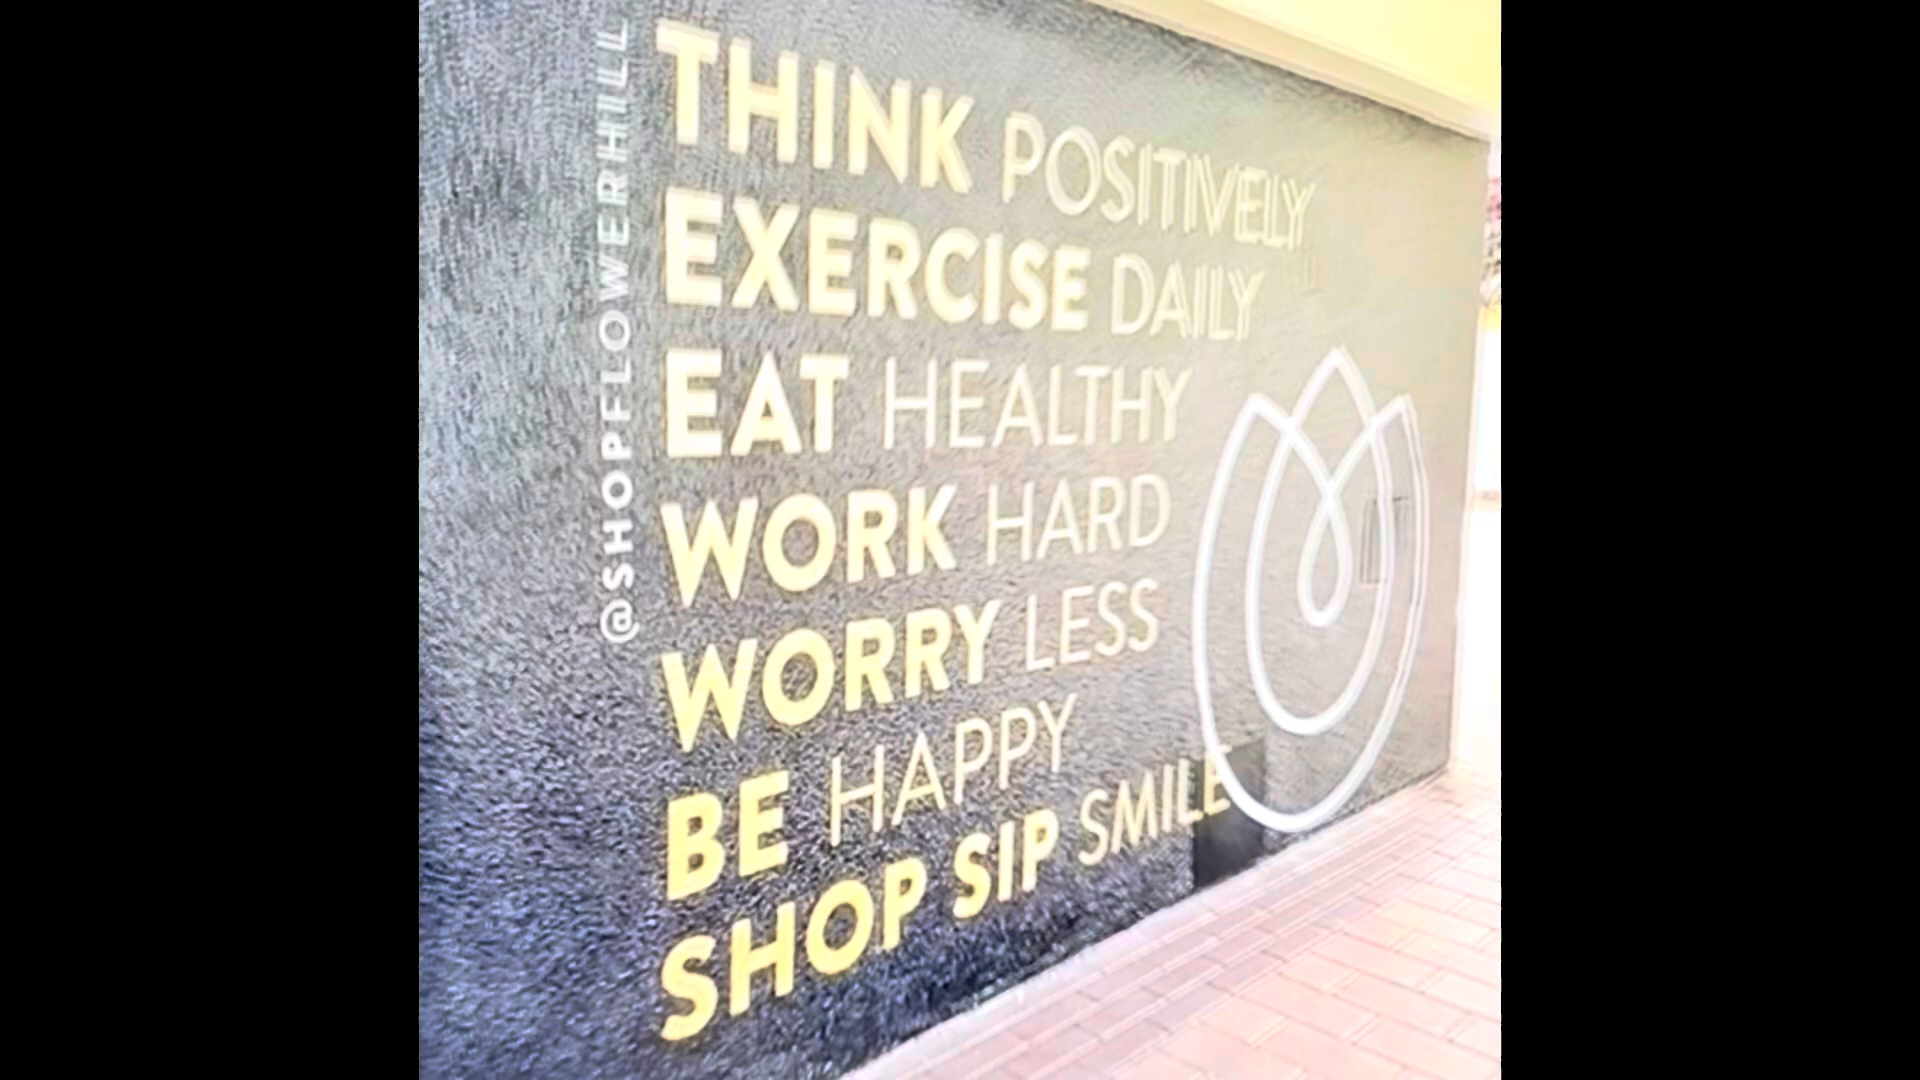 @SHOPFLOWERHILL
THINK POSITIVELY
EXERCISE DAILY
EAT HEALTHY
WORK HARD
WORRY LESS
BE HAPPY
SHOP SIP SMILE